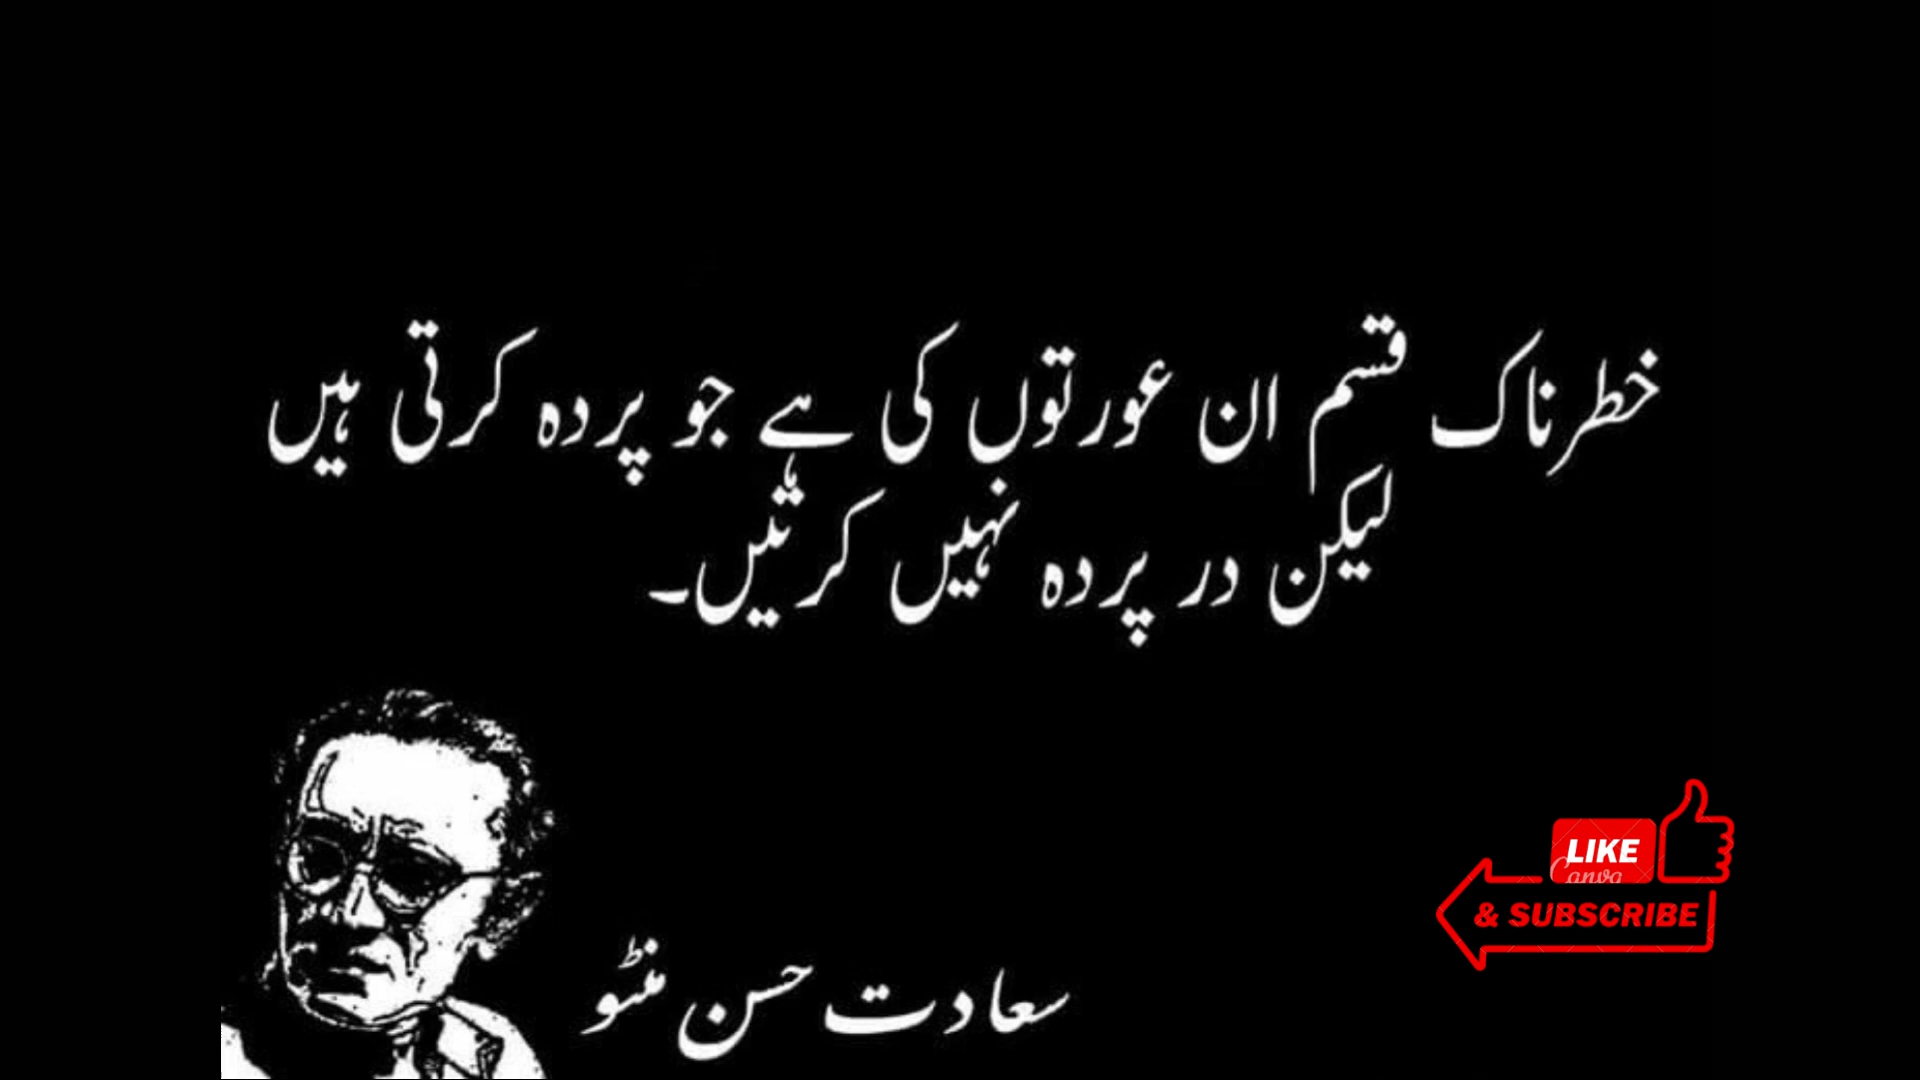 خطرناک قسم ان عورتوں کی ہے جو پردہ کرتی ہیں
لیکن در پردہ نہیں کرتیں۔
سعادت حسن منٹو
LIKE
Canva
& SUBSCRIBE